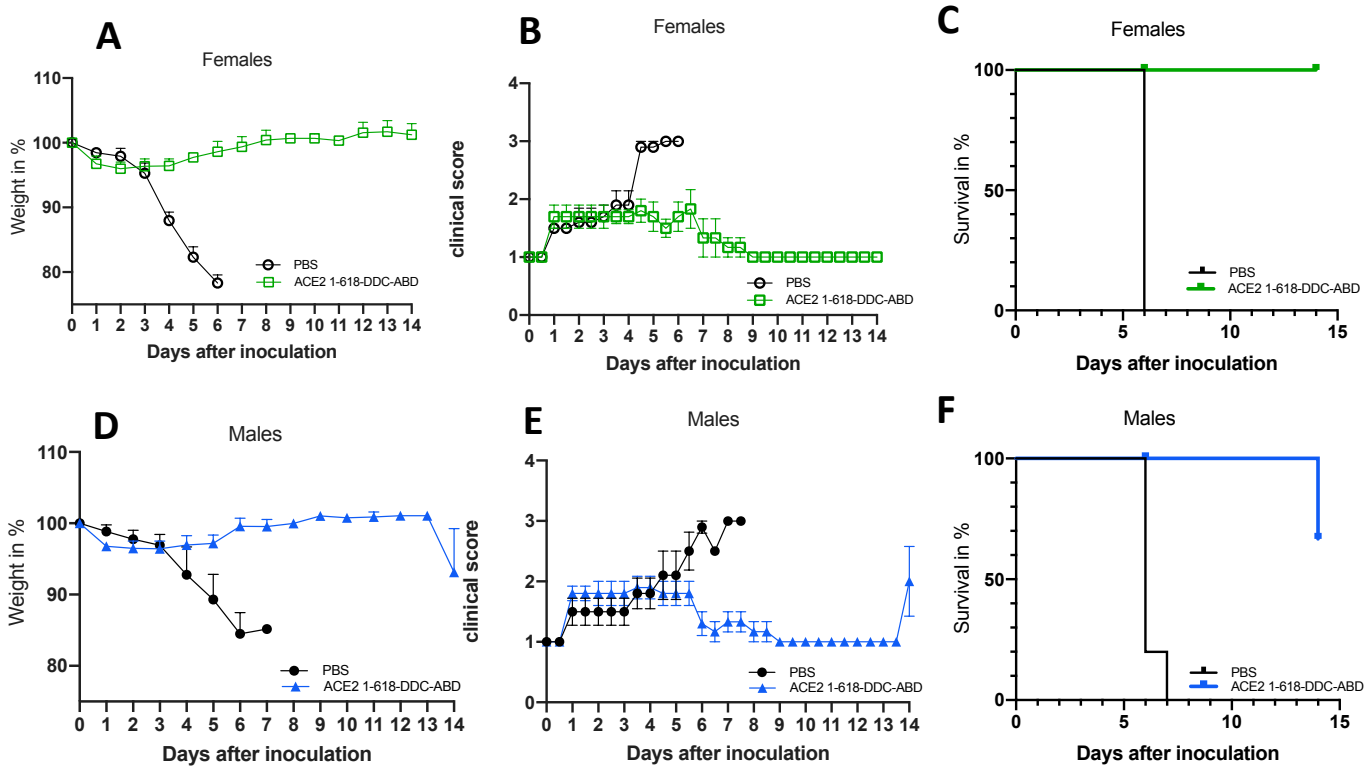 A
Females
Weight in %
110
100
90
80
0 1 2 3 4 5 6 7 8 9 10 11 12 13 14
PBS
ACE2 1-618-DDC-ABD
Days after inoculation
B
Females
clinical score
4
3
2
1
0
0 1 2 3 4 5 6 7 8 9 10 11 12 13 14
PBS
ACE2 1-618-DDC-ABD
Days after inoculation
C
Females
Survival in %
100
50
0
0 5 10 15
PBS
ACE2 1-618-DDC-ABD
Days after inoculation
D
Males
Weight in %
110
100
90
80
0 1 2 3 4 5 6 7 8 9 10 11 12 13 14
PBS
ACE2 1-618-DDC-ABD
Days after inoculation
E
Males
clinical score
4
3
2
1
0
0 1 2 3 4 5 6 7 8 9 10 11 12 13 14
PBS
ACE2 1-618-DDC-ABD
Days after inoculation
F
Males
Survival in %
100
50
0
0 5 10 15
PBS
ACE2 1-618-DDC-ABD
Days after inoculation